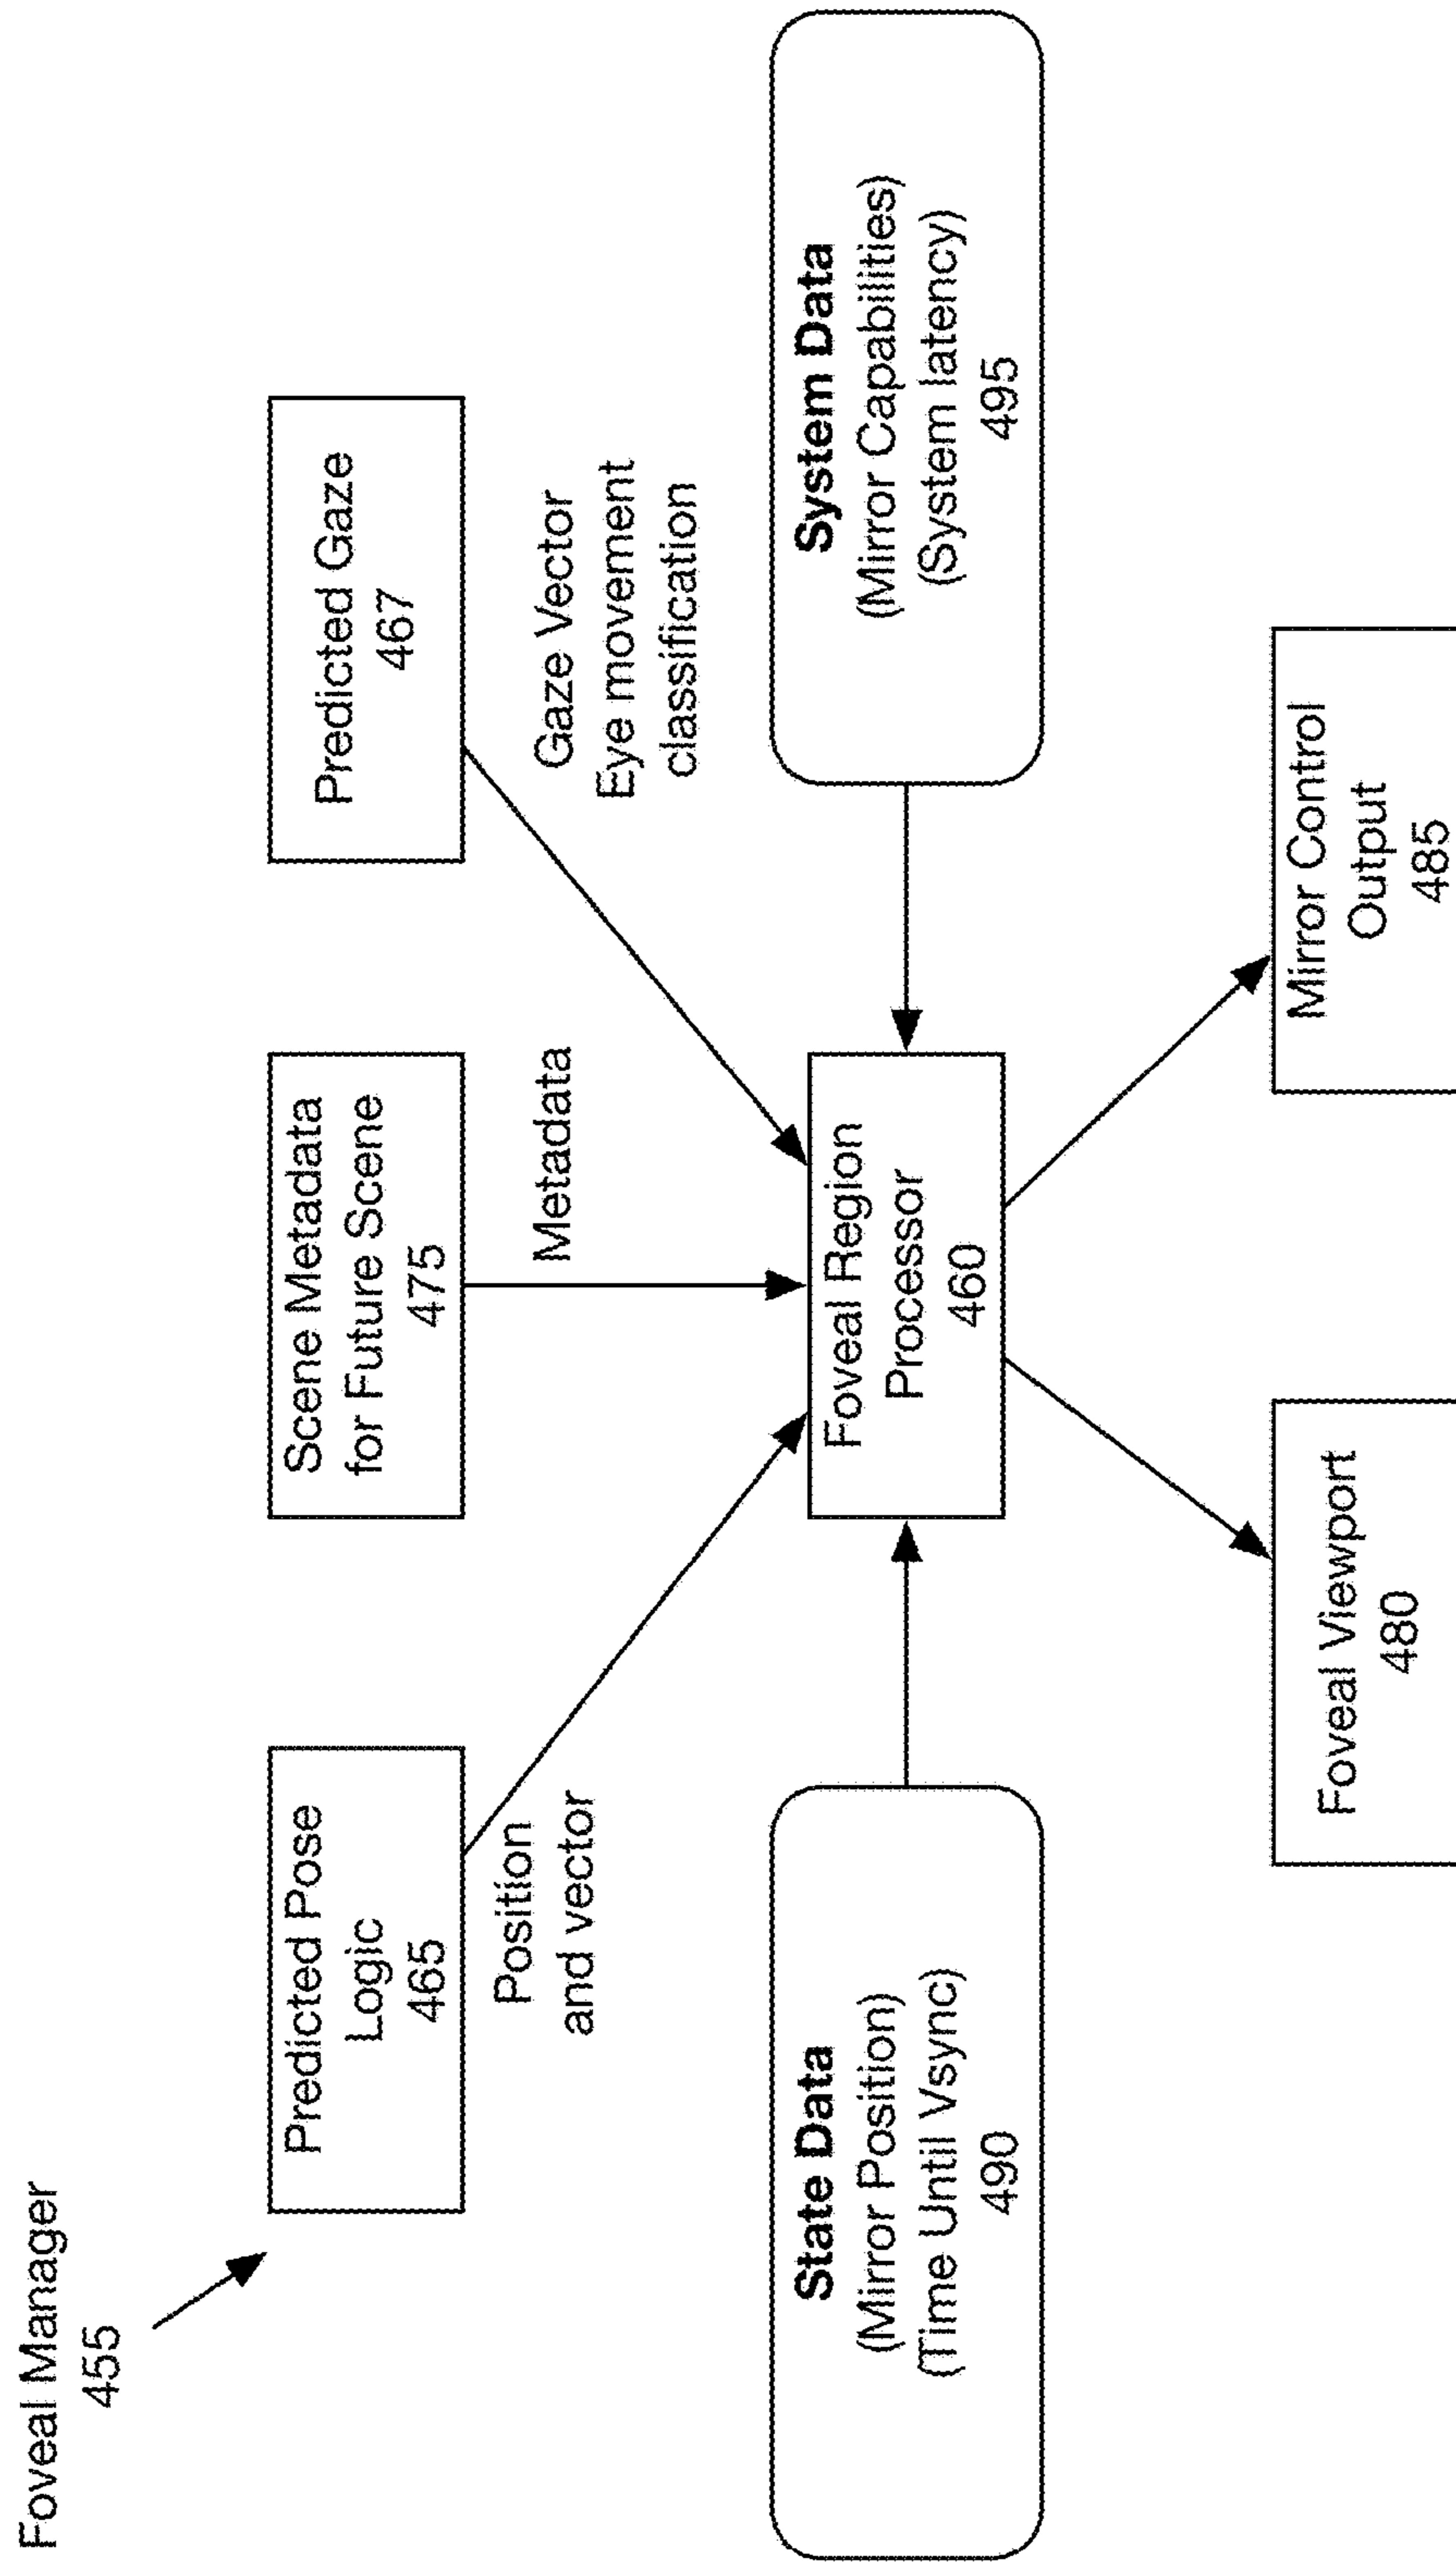 Foveal Manager
455
Predicted Pose
Logic
465
Scene Metadata
for Future Scene
475
Predicted Gaze
467
Position
and vector
Metadata
Gaze Vector
Eye movement
classification
State Data
(Mirror Position)
(Time Until Vsync)
490
Foveal Region
Processor
460
System Data
(Mirror Capabilities)
(System latency)
495
Foveal Viewport
480
Mirror Control
Output
485